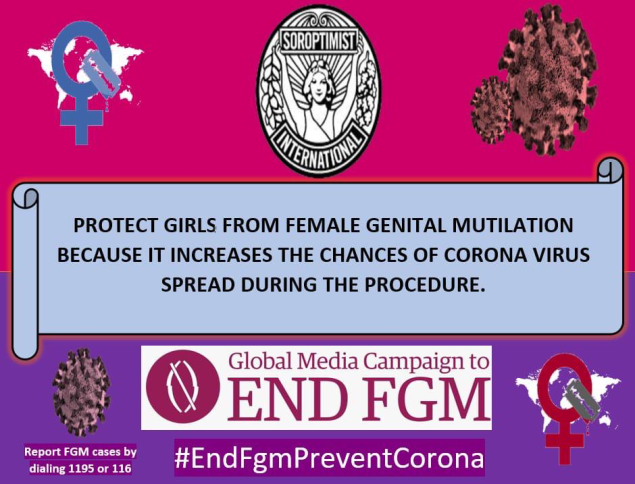 SOROPTIMIST
INTERNATIONAL
PROTECT GIRLS FROM FEMALE GENITAL MUTILATION
BECAUSE IT INCREASES THE CHANCES OF CORONA VIRUS
SPREAD DURING THE PROCEDURE.
Global Media Campaign to
END FGM
Report FGM cases by
dialing 1195 or 116
#EndFgmPreventCorona